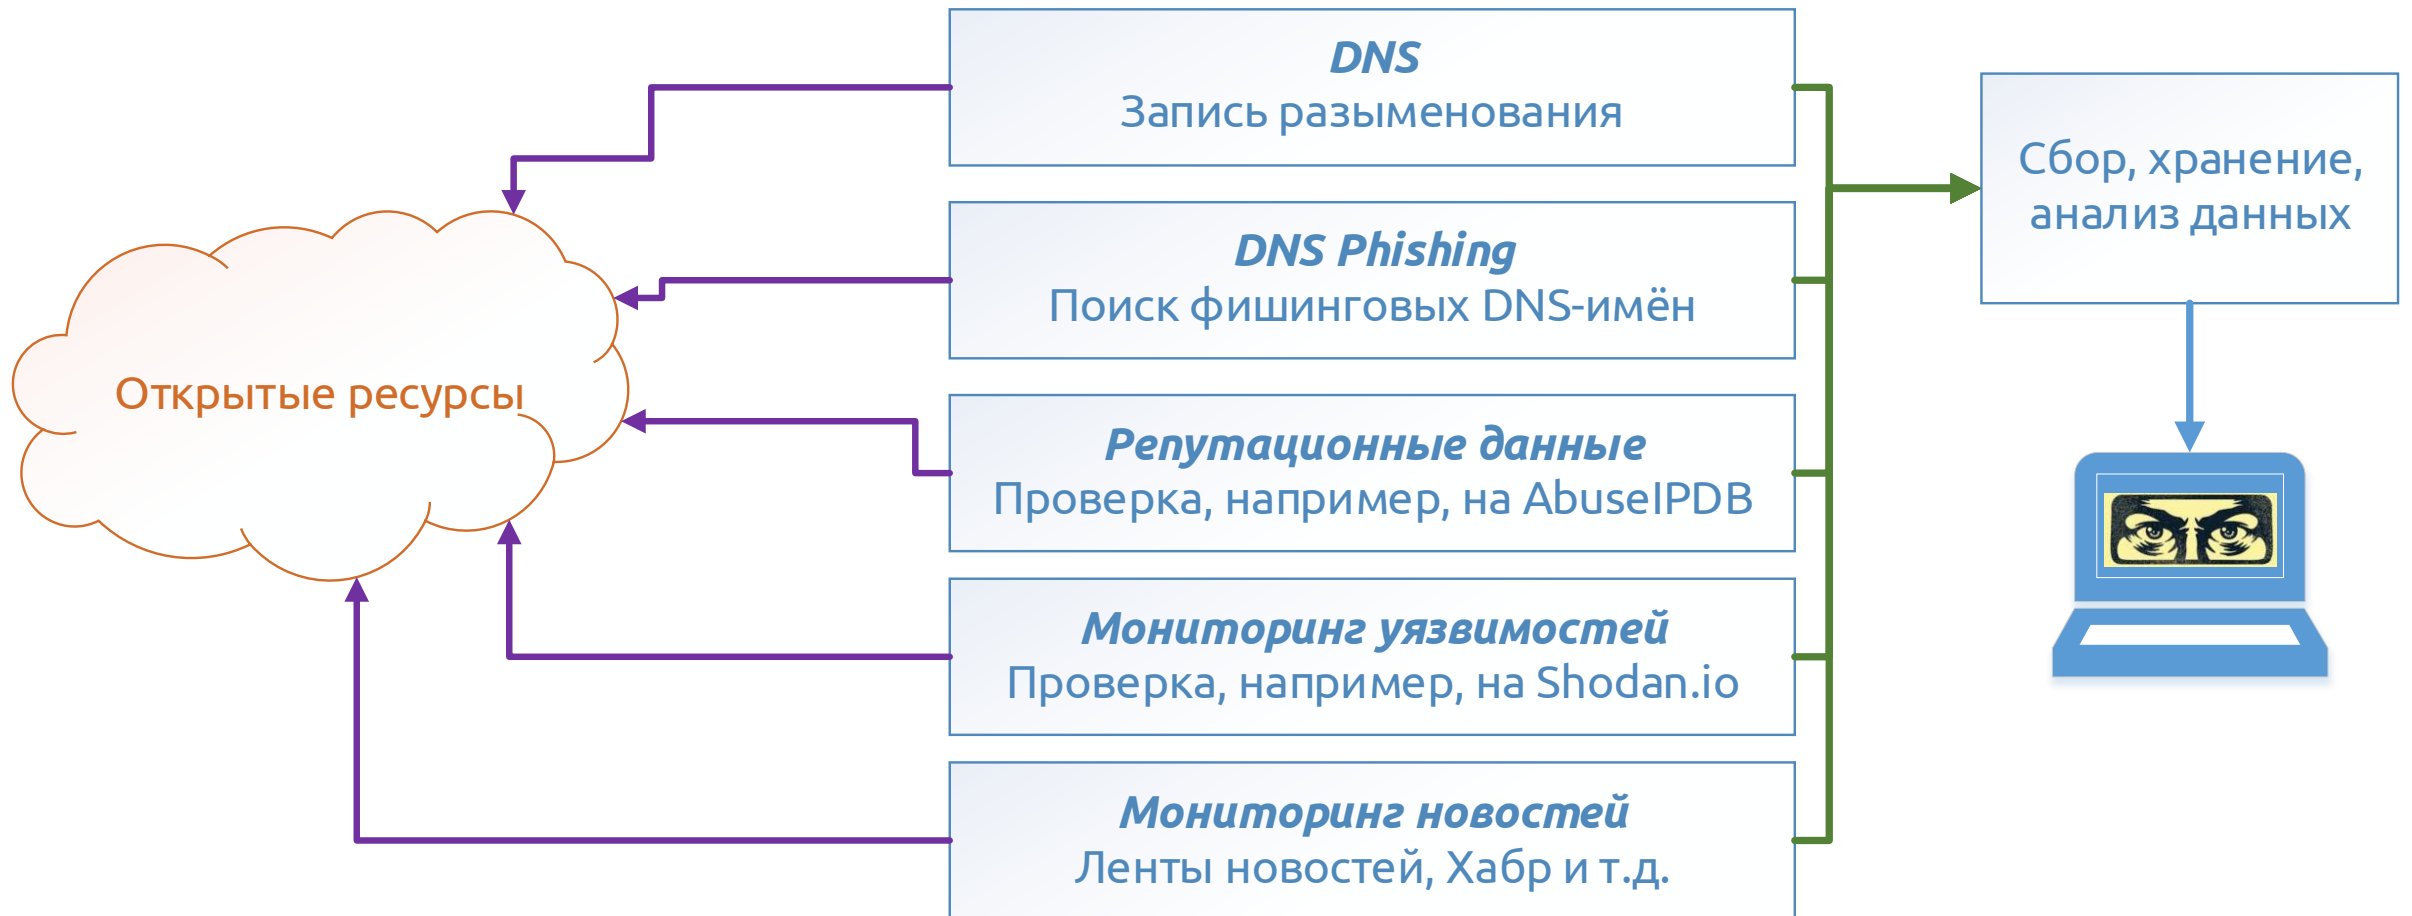 DNS
Запись разыменования
DNS Phishing
Поиск фишинговых DNS-имён
Репутационные данные
Проверка, например, на AbuseIPDB
Мониторинг уязвимостей
Проверка, например, на Shodan.io
Мониторинг новостей
Ленты новостей, Хабр и т.д.
Открытые ресурсы
Сбор, хранение,
анализ данных